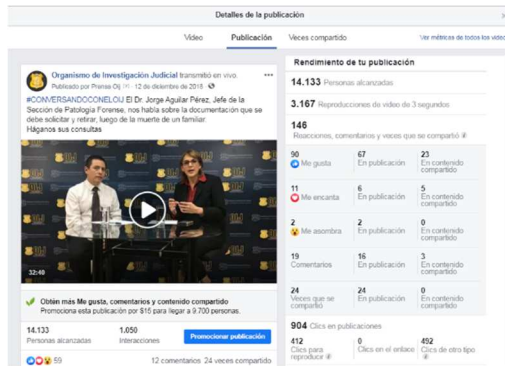 Detalles de la publicación
Video
Publicación
Veces compartido
Ver métricas de todos los video
Organismo de Investigación Judicial transmitió en vivo.
Publicado por Prensa Oij
12 de diciembre de 2018
#CONVERSANDOCONELOIJ El Dr. Jorge Aguilar Pérez, Jefe de la
Sección de Patología Forense, nos habla sobre la documentación que se
debe solicitar y retirar, luego de la muerte de un familiar.
Háganos sus consultas
32:40
Obtén más Me gusta, comentarios y contenido compartido
Promociona esta publicación por $15 para llegar a 9.700 personas.
14.133
Personas alcanzadas
1.050
Interacciones
Promocionar publicación
59
12 comentarios 24 veces compartido
Rendimiento de tu publicación
14.133 Personas alcanzadas
3.167 Reproducciones de video de 3 segundos
146
Reacciones, comentarios y veces que se compartió
90
Me gusta
67
En publicación
23
En contenido
compartido
11
Me encanta
6
En publicación
5
En contenido
compartido
2
Me asombra
2
En publicación
0
En contenido
compartido
19
Comentarios
16
En publicación
3
En contenido
compartido
24
Veces que se
compartió
24
En publicación
0
En contenido
compartido
904 Clics en publicaciones
412
Clics para
reproduce
0
Clics en el enlace
492
Clics de otro tipo